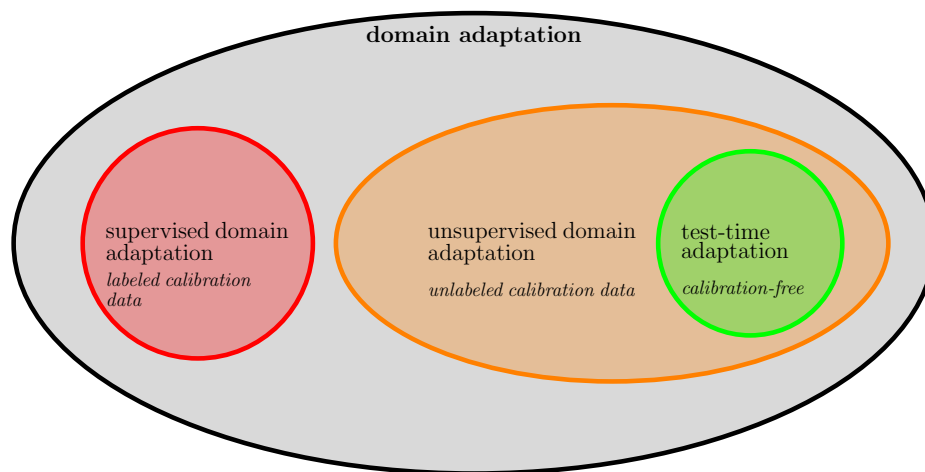 domain adaptation
supervised domain
adaptation
labeled calibration
data
unsupervised domain
adaptation
unlabeled calibration data
test-time
adaptation
calibration-free